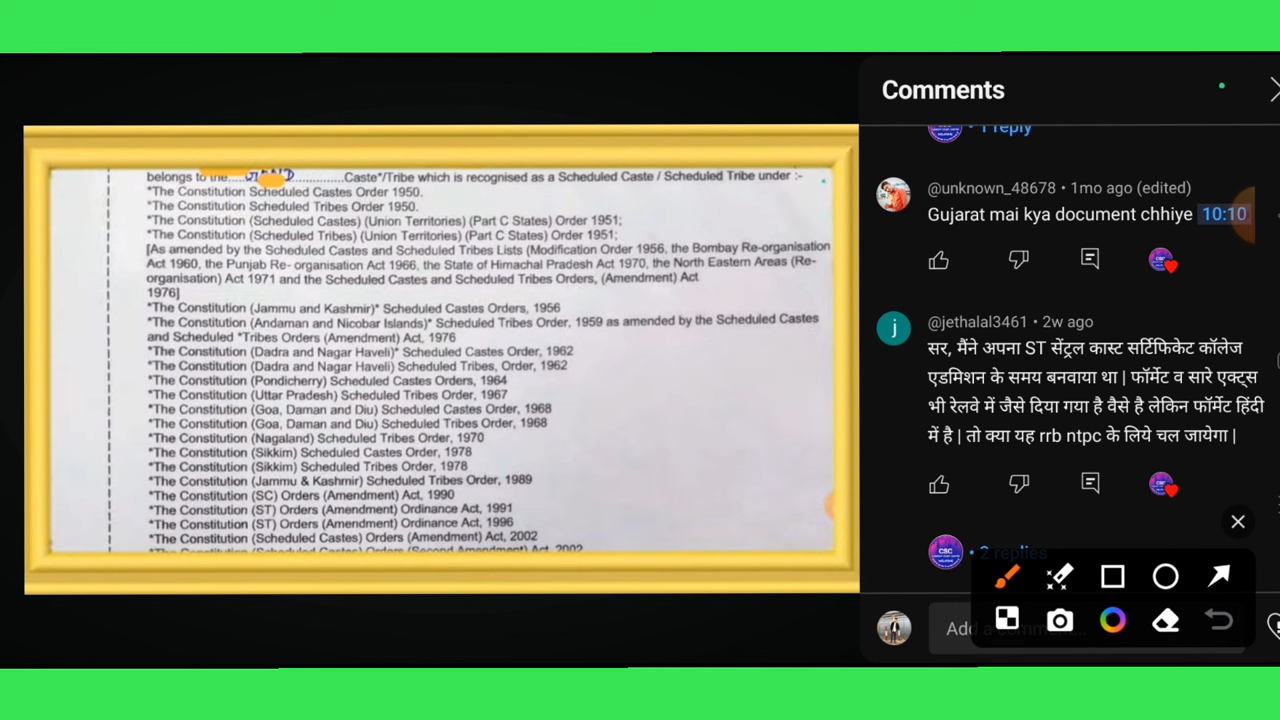 belongs to the.....................Caste*/Tribe which is recognised as a Scheduled Caste / Scheduled Tribe under :-
*The Constitution Scheduled Castes Order 1950.
*The Constitution Scheduled Tribes Order 1950.
*The Constitution (Scheduled Castes) (Union Territories) (Part C States) Order 1951;
*The Constitution (Scheduled Tribes) (Union Territories) (Part C States) Order 1951;
[As amended by the Scheduled Castes and Scheduled Tribes Lists (Modification Order 1956, the Bombay Re-organisation
Act 1960, the Punjab Re- organisation Act 1966, the State of Himachal Pradesh Act 1970, the North Eastern Areas (Re-
organisation) Act 1971 and the Scheduled Castes and Scheduled Tribes Orders, (Amendment) Act
1976]
*The Constitution (Jammu and Kashmir)* Scheduled Castes Orders, 1956
*The Constitution (Andaman and Nicobar Islands)* Scheduled Tribes Order, 1959 as amended by the Scheduled Castes
and Scheduled *Tribes Orders (Amendment) Act, 1976
*The Constitution (Dadra and Nagar Haveli)* Scheduled Castes Order, 1962
*The Constitution (Dadra and Nagar Haveli) Scheduled Tribes, Order, 1962
*The Constitution (Pondicherry) Scheduled Castes Orders, 1964
*The Constitution (Uttar Pradesh) Scheduled Tribes Order, 1967
*The Constitution (Goa, Daman and Diu) Scheduled Castes Order, 1968
*The Constitution (Goa, Daman and Diu) Scheduled Tribes Order, 1968
*The Constitution (Nagaland) Scheduled Tribes Order, 1970
*The Constitution (Sikkim) Scheduled Castes Order, 1978
*The Constitution (Sikkim) Scheduled Tribes Order, 1978
*The Constitution (Jammu & Kashmir) Scheduled Tribes Order, 1989
*The Constitution (SC) Orders (Amendment) Act, 1990
*The Constitution (ST) Orders (Amendment) Ordinance Act, 1991
*The Constitution (ST) Orders (Amendment) Ordinance Act, 1996
*The Constitution (Scheduled Castes) Orders (Amendment) Act, 2002
*The Constitution (Scheduled Castes) Orders (Second Amendment) Act, 2002
Comments
• 1 reply
@unknown_48678 • 1mo ago (edited)
Gujarat mai kya document chhiye 10:10
@jethalal3461 • 2w ago
सर, मैंने अपना ST सेंट्रल कास्ट सर्टिफिकेट कॉलेज
एडमिशन के समय बनवाया था | फॉर्मेट व सारे एक्ट्स
भी रेलवे में जैसे दिया गया है वैसे है लेकिन फॉर्मेट हिंदी
में है | तो क्या यह rrb ntpc के लिये चल जायेगा |
CSC • 2 replies
Add a comment...